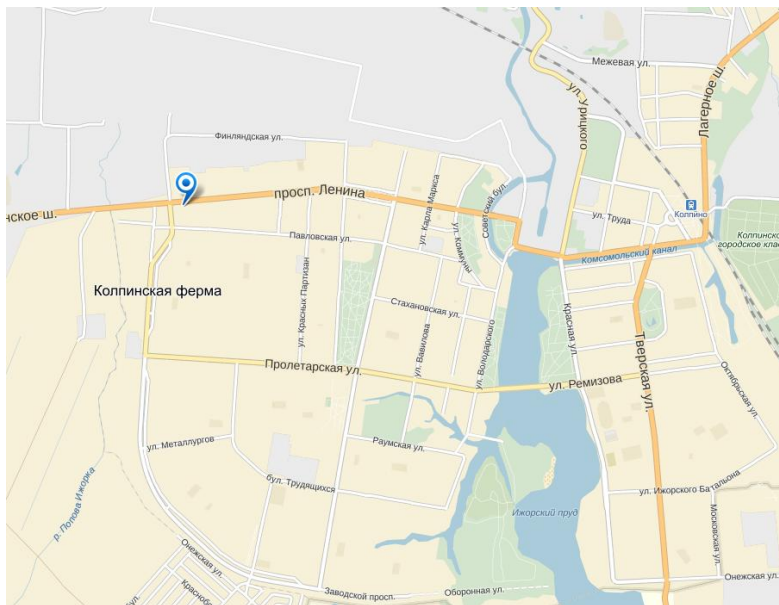 Межевая ул.
Лагерное ш.
ул. Урицкого
Финляндская ул.
просп. Ленина
нское ш.
ул. Карла Маркса
Советский бул.
Колпино
ул. Труда
Павловская ул.
ул. Коммуны
Комсомольский канал
Колпинско
городское клас
Колпинская ферма
ул. Красных Партизан
Стахановская ул.
ул. Вавилова
ул. Володарского
Красная ул.
Тверская ул.
Пролетарская ул.
ул. Ремизова
Октябрьская ул.
ул. Металлургов
Раумская ул.
бул. Трудящихся
р. Попова Ижорка
ул. Ижорского Батальона
Ижорский пруд
Московская ул.
Онежская ул.
Онежская ул.
Заводской просп.
Оборонная ул.
бул.